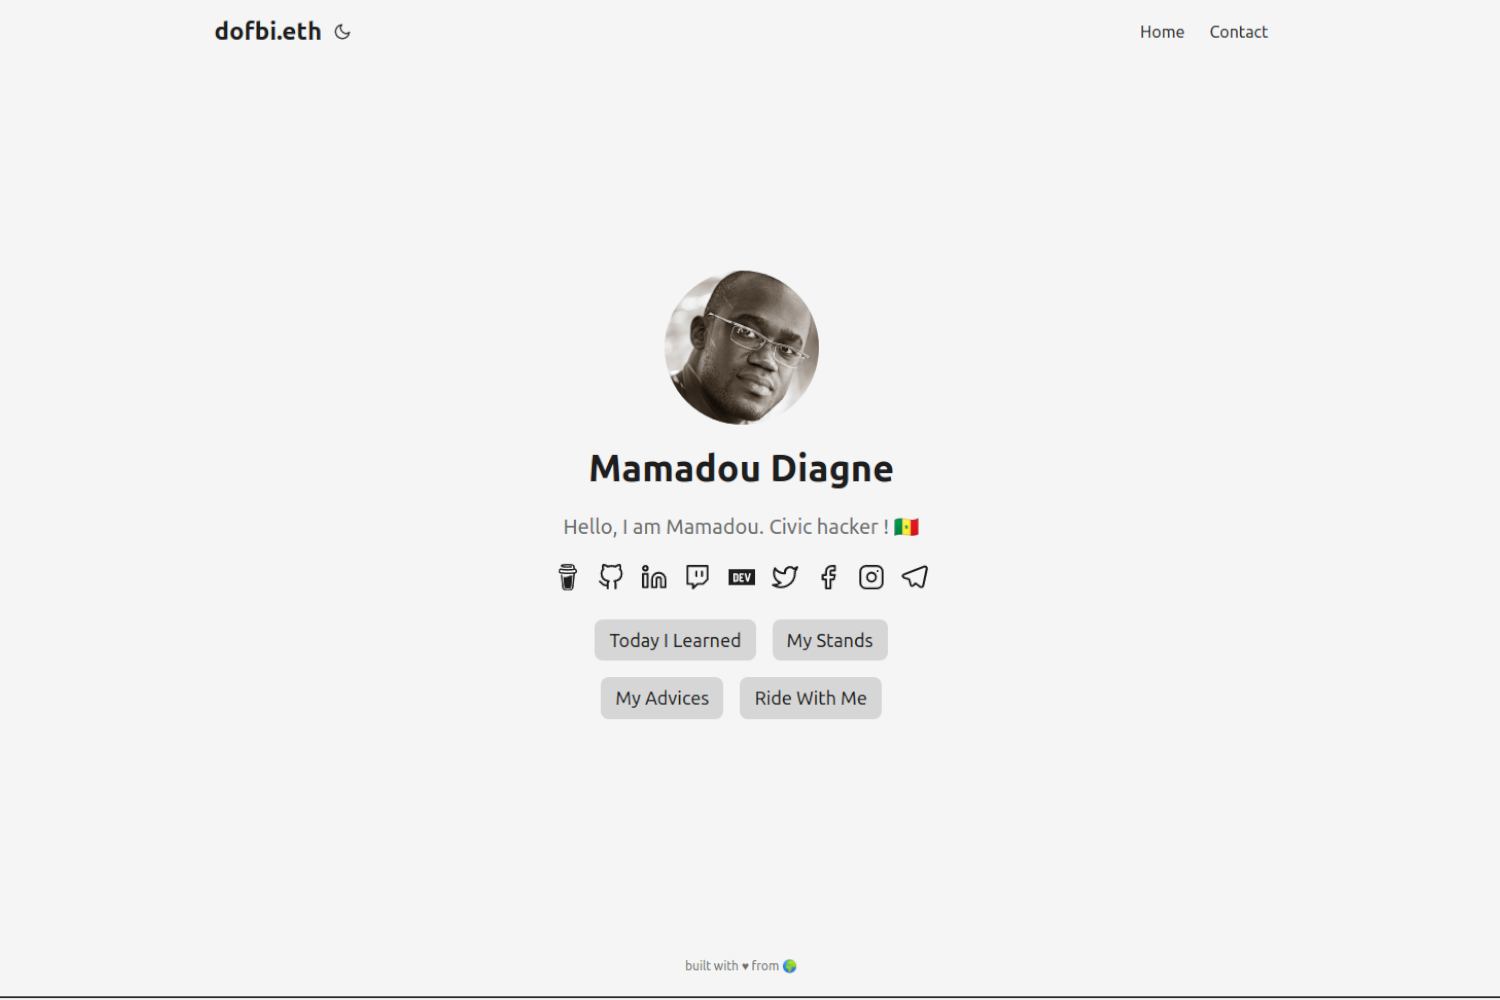 dofbi.eth
Home Contact
Mamadou Diagne
Hello, I am Mamadou. Civic hacker ! 🇸🇳
DEV
Today I Learned
My Stands
My Advices
Ride With Me
built with ♥ from 🌍